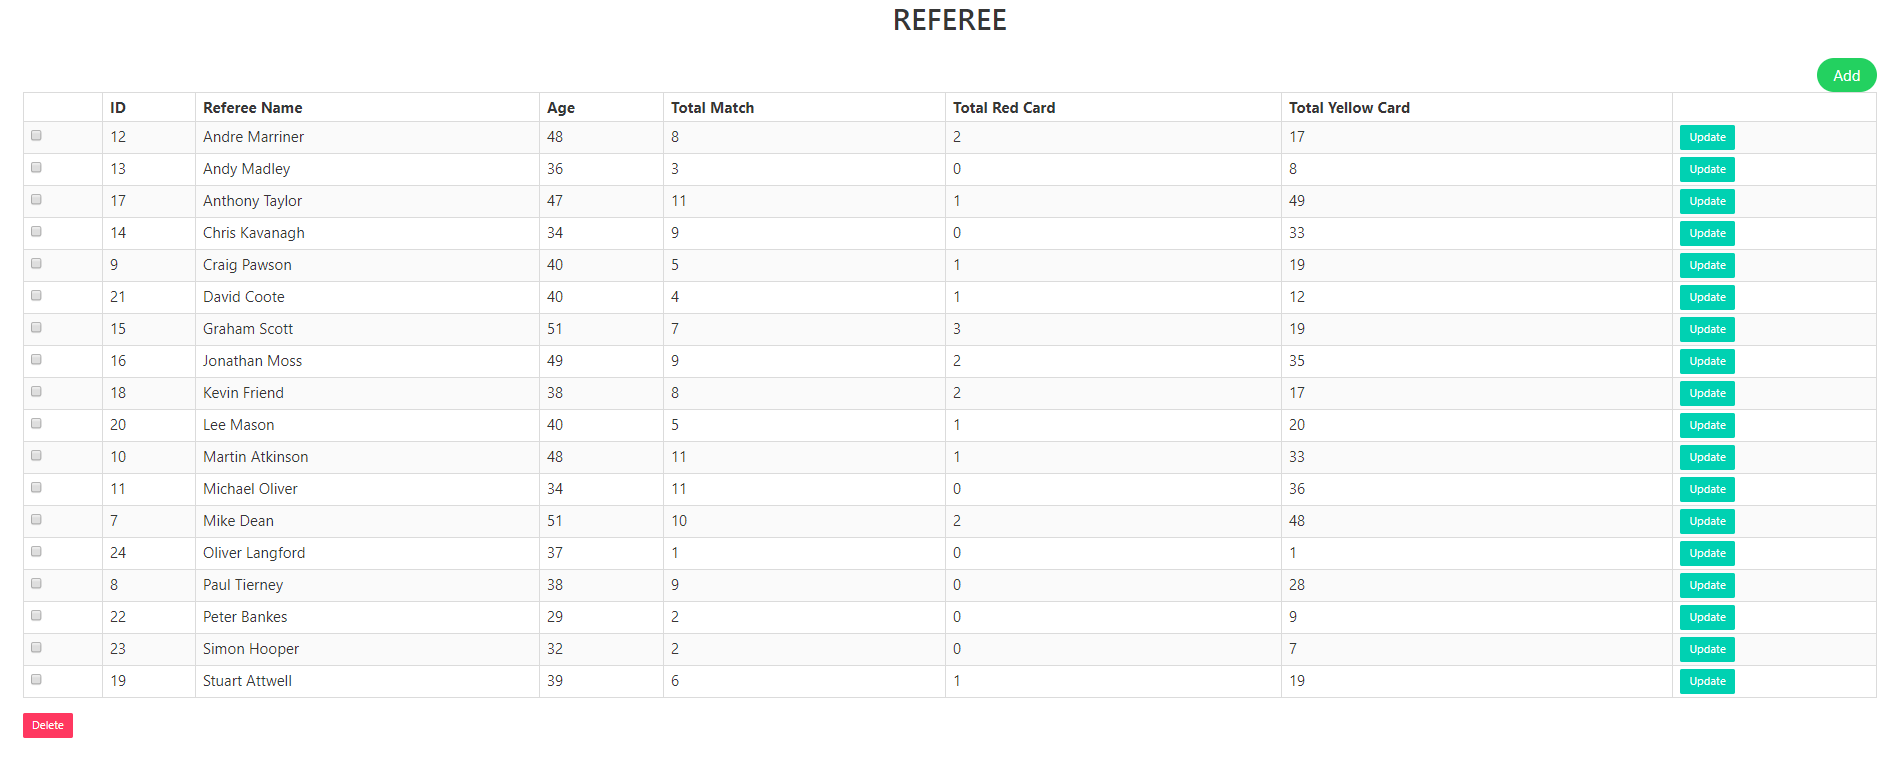 REFEREE
Add
ID Referee Name Age Total Match Total Red Card Total Yellow Card
12 Andre Marriner 48 8 2 17 Update
13 Andy Madley 36 3 0 8 Update
17 Anthony Taylor 47 11 1 49 Update
14 Chris Kavanagh 34 9 0 33 Update
9 Craig Pawson 40 5 1 19 Update
21 David Coote 40 4 1 12 Update
15 Graham Scott 51 7 3 19 Update
16 Jonathan Moss 49 9 2 35 Update
18 Kevin Friend 38 8 2 17 Update
20 Lee Mason 40 5 1 20 Update
10 Martin Atkinson 48 11 1 33 Update
11 Michael Oliver 34 11 0 36 Update
7 Mike Dean 51 10 2 48 Update
24 Oliver Langford 37 1 0 1 Update
8 Paul Tierney 38 9 0 28 Update
22 Peter Bankes 29 2 0 9 Update
23 Simon Hooper 32 2 0 7 Update
19 Stuart Attwell 39 6 1 19 Update
Delete